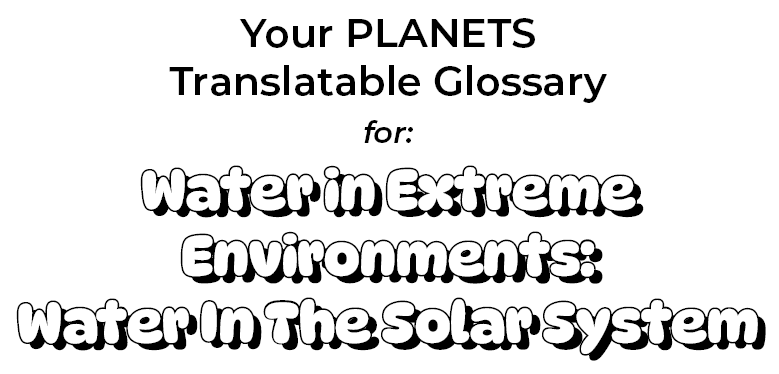 Your PLANETS
Translatable Glossary
for:
Water in Extreme
Environments:
Water In The Solar System